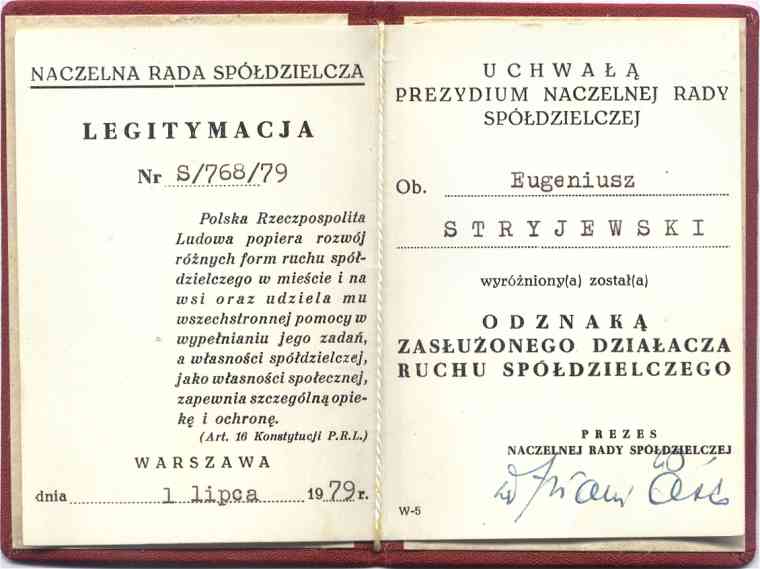 NACZELNA RADA SPÓŁDZIELCZA
LEGITYMACJA
Nr S/768/79
Polska Rzeczpospolita
Ludowa popiera rozwój
różnych form ruchu spół-
dzielczego w mieście i na
wsi oraz udziela mu
wszechstronnej pomocy w
wypełnianiu jego zadań,
a własności spółdzielczej,
jako własności społecznej,
zapewnia szczególną opie-
kę i ochronę.
(Art. 16 Konstytucji P.R.L.)
WARSZAWA
dnia 1 lipca 1979 r.
UCHWAŁĄ
PREZYDIUM NACZELNEJ RADY
SPÓŁDZIELCZEJ
Ob. Eugeniusz
STRYJEWSKI
wyróżniony(a) został(a)
ODZNAKĄ
ZASŁUŻONEGO DZIAŁACZA
RUCHU SPÓŁDZIELCZEGO
PREZES
NACZELNEJ RADY SPÓŁDZIELCZEJ
W-5